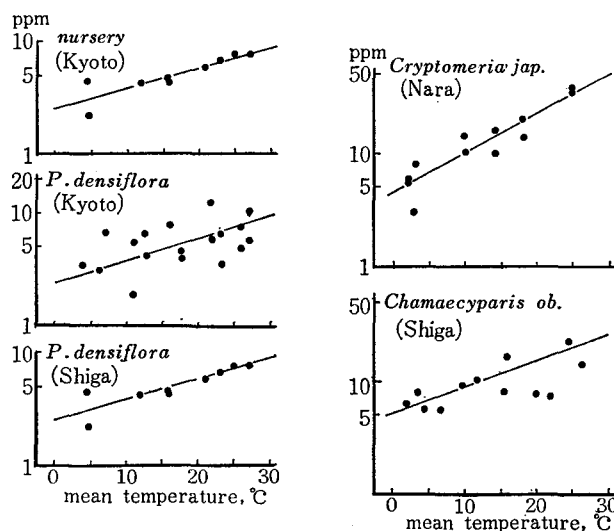 ppm
nursery
(Kyoto)
10
5
1
20
P. densiflora
(Kyoto)
10
5
1
10
P. densiflora
(Shiga)
5
1
0 10 20 30
mean temperature, ℃
ppm
50
Cryptomeria jap.
(Nara)
10
5
1
50
Chamaecyparis ob.
(Shiga)
10
5
0 10 20 30
mean temperature, ℃